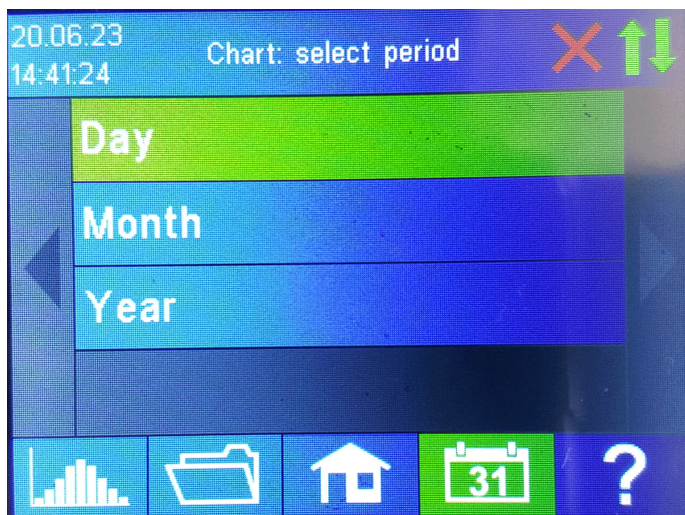 20.06.23
14:41:24
Chart: select period
Day
Month
Year
31
?